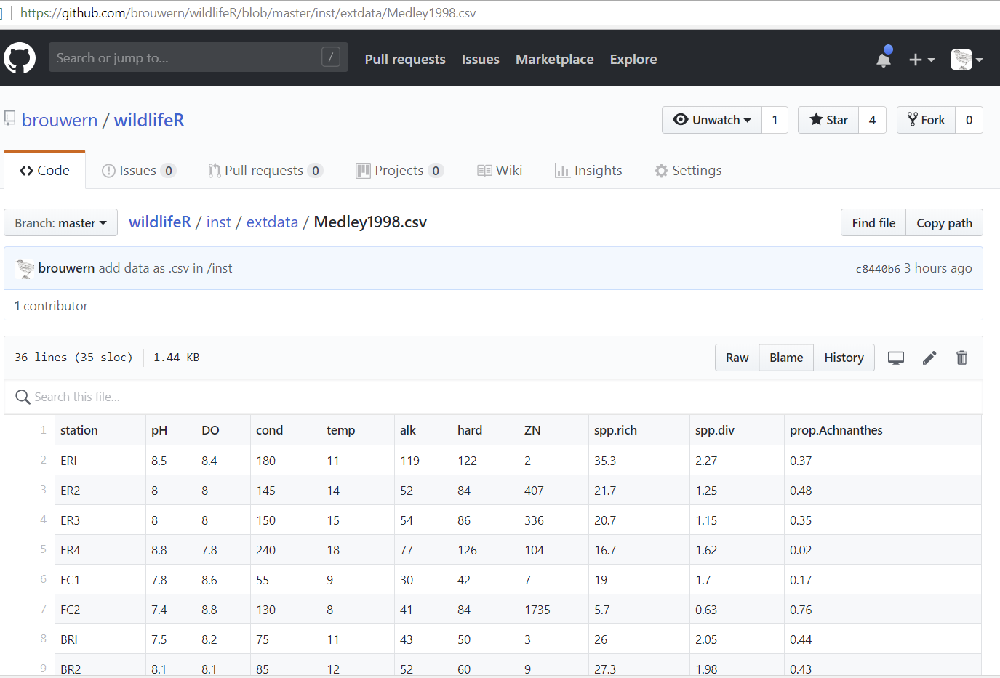 https://github.com/brouwern/wildlifeR/blob/master/inst/extdata/Medley1998.csv
Search or jump to... / Pull requests Issues Marketplace Explore
brouwern / wildlifeR Unwatch 1 Star 4 Fork 0
Code Issues 0 Pull requests 0 Projects 0 Wiki Insights Settings
Branch: master wildlifeR / inst / extdata / Medley1998.csv Find file Copy path
brouwern add data as .csv in /inst c8440b6 3 hours ago
1 contributor
36 lines (35 sloc) 1.44 KB Raw Blame History
Search this file...
1 station pH DO cond temp alk hard ZN spp.rich spp.div prop.Achnanthes
2 ERI 8.5 8.4 180 11 119 122 2 35.3 2.27 0.37
3 ER2 8 8 145 14 52 84 407 21.7 1.25 0.48
4 ER3 8 8 150 15 54 86 336 20.7 1.15 0.35
5 ER4 8.8 7.8 240 18 77 126 104 16.7 1.62 0.02
6 FC1 7.8 8.6 55 9 30 42 7 19 1.7 0.17
7 FC2 7.4 8.8 130 8 41 84 1735 5.7 0.63 0.76
8 BRI 7.5 8.2 75 11 43 50 3 26 2.05 0.44
9 BR2 8.1 8.1 85 12 52 60 9 27.3 1.98 0.43